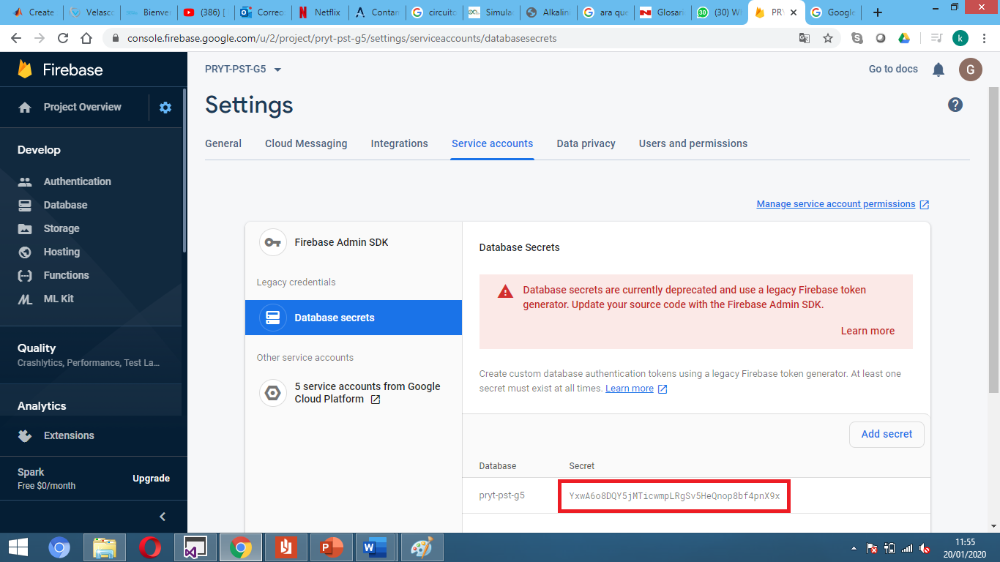 Create
Velasco
Bienven
(386) [
Correo
Netflix
Contan
circuito
Simulac
Alkalini
ara que
Glosari
(30) W
PRY
Google
console.firebase.google.com/u/2/project/pryt-pst-g5/settings/serviceaccounts/databasesecrets
k
Firebase
PRYT-PST-G5
Go to docs
G
Project Overview
Settings
General
Cloud Messaging
Integrations
Service accounts
Data privacy
Users and permissions
Develop
Authentication
Database
Storage
Hosting
Functions
ML Kit
Quality
Crashlytics, Performance, Test La...
Analytics
Extensions
Spark
Free $0/month
Upgrade
Manage service account permissions
Firebase Admin SDK
Legacy credentials
Database secrets
Other service accounts
5 service accounts from Google
Cloud Platform
Database Secrets
Database secrets are currently deprecated and use a legacy Firebase token
generator. Update your source code with the Firebase Admin SDK.
Learn more
Create custom database authentication tokens using a legacy Firebase token generator. At least one
secret must exist at all times. Learn more
Add secret
Database
Secret
pryt-pst-g5
YxwA6o8DQY5jMTicwmpLRgSv5HeQnop8bf4pnX9x
11:55
20/01/2020